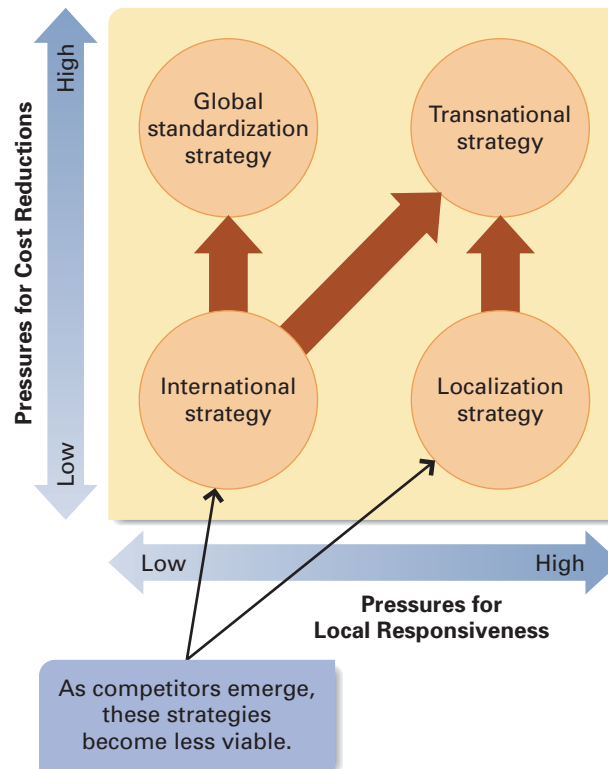 High
Pressures for Cost Reductions
Low
Global
standardization
strategy
Transnational
strategy
International
strategy
Localization
strategy
Low
High
Pressures for
Local Responsiveness
As competitors emerge,
these strategies
become less viable.